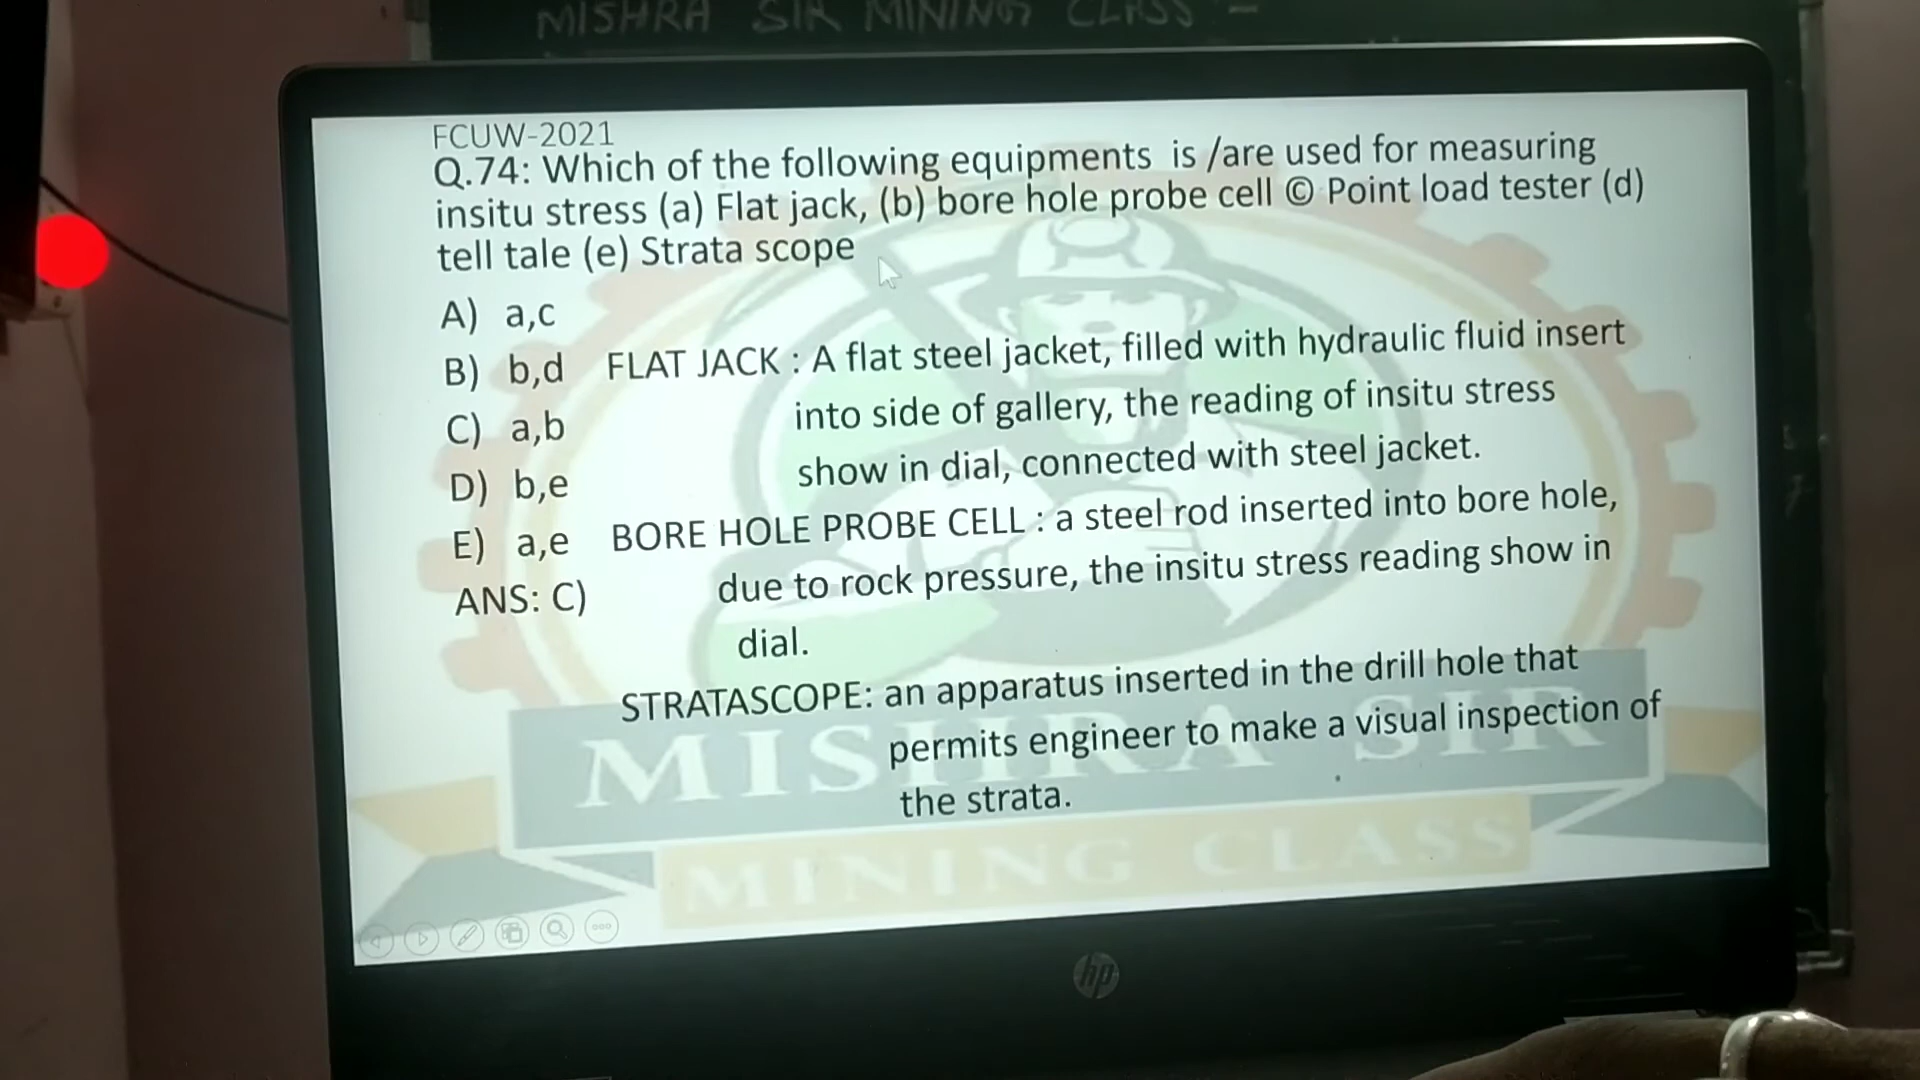 MISHRA SIR MINING CLASS -
FCUW-2021
Q.74: Which of the following equipments is /are used for measuring
insitu stress (a) Flat jack, (b) bore hole probe cell © Point load tester (d)
tell tale (e) Strata scope
A) a,c
B) b,d
C) a,b
D) b,e
E) a,e
ANS: C)
FLAT JACK : A flat steel jacket, filled with hydraulic fluid insert
into side of gallery, the reading of insitu stress
show in dial, connected with steel jacket.
BORE HOLE PROBE CELL : a steel rod inserted into bore hole,
due to rock pressure, the insitu stress reading show in
dial.
STRATASCOPE: an apparatus inserted in the drill hole that
permits engineer to make a visual inspection of
the strata.
MISHRA SIR
MINING CLASS
hp